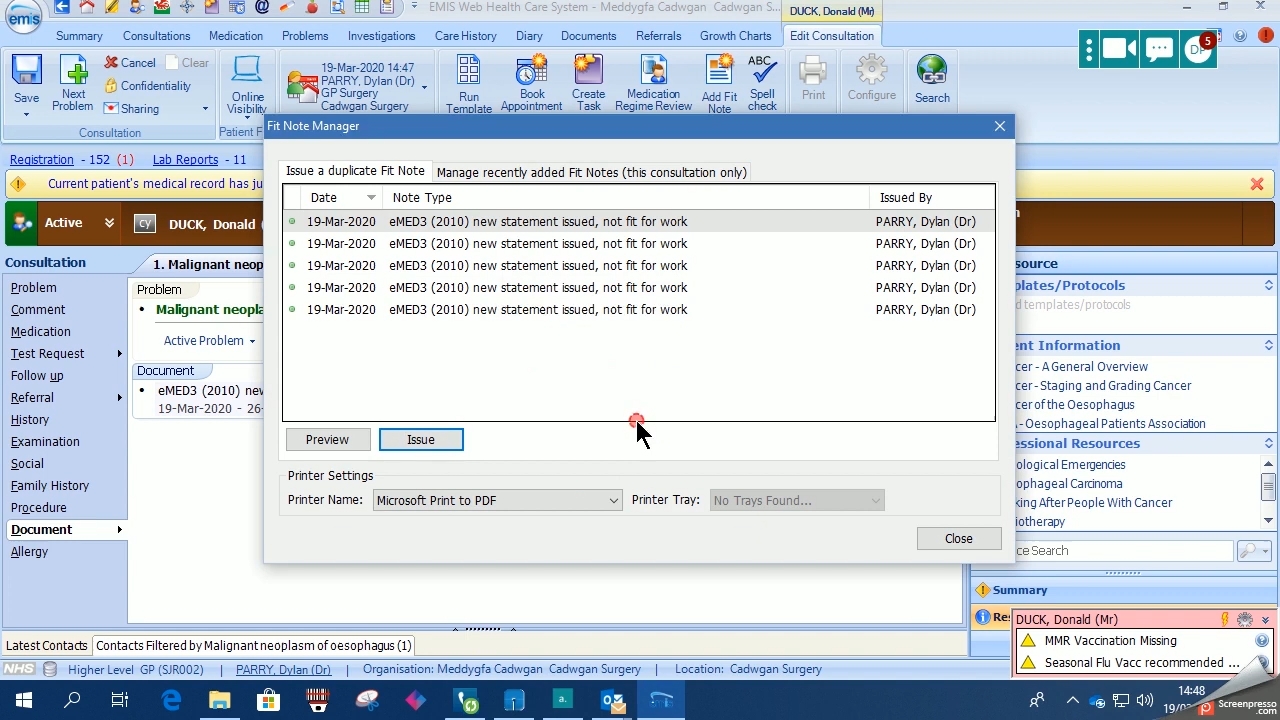 emis
EMIS Web Health Care System - Meddygfa Cadwgan Cadwgan S...
DUCK, Donald (Mr)
Summary
Consultations
Medication
Problems
Investigations
Care History
Diary
Documents
Referrals
Growth Charts
Edit Consultation
Save
Next Problem
Cancel
Clear
Confidentiality
Sharing
Consultation
Online Visibility
Patient F
19-Mar-2020 14:47
PARRY, Dylan (Dr)
GP Surgery
Cadwgan Surgery
Run Template
Book Appointment
Create Task
Medication Regime Review
Add Fit Note
ABC
Spell check
Print
Configure
Search
DP
5
Registration - 152 (1) Lab Reports - 11
Current patient's medical record has ju
Active
cy
DUCK, Donald (
n
Fit Note Manager
Issue a duplicate Fit Note
Manage recently added Fit Notes (this consultation only)
Date Note Type Issued By
19-Mar-2020 eMED3 (2010) new statement issued, not fit for work PARRY, Dylan (Dr)
19-Mar-2020 eMED3 (2010) new statement issued, not fit for work PARRY, Dylan (Dr)
19-Mar-2020 eMED3 (2010) new statement issued, not fit for work PARRY, Dylan (Dr)
19-Mar-2020 eMED3 (2010) new statement issued, not fit for work PARRY, Dylan (Dr)
19-Mar-2020 eMED3 (2010) new statement issued, not fit for work PARRY, Dylan (Dr)
Preview
Issue
Printer Settings
Printer Name: Microsoft Print to PDF
Printer Tray: No Trays Found...
Close
Consultation
Problem
Comment
Medication
Test Request
Follow up
Referral
History
Examination
Social
Family History
Procedure
Document
Allergy
1. Malignant neop
Problem
Malignant neopla
Active Problem
Document
eMED3 (2010) nev
19-Mar-2020 - 26-
source
plates/Protocols
d templates/protocols
ent Information
cer - A General Overview
cer - Staging and Grading Cancer
cer of the Oesophagus
A - Oesophageal Patients Association
essional Resources
ological Emergencies
ophageal Carcinoma
king After People With Cancer
iotherapy
ce Search
Summary
Res
DUCK, Donald (Mr)
MMR Vaccination Missing
Seasonal Flu Vacc recommended ...
Latest Contacts
Contacts Filtered by Malignant neoplasm of oesophagus (1)
NHS
Higher Level GP (SJR002)
PARRY, Dylan (Dr)
Organisation: Meddygfa Cadwgan Cadwgan Surgery
Location: Cadwgan Surgery
a.
14:48
19/0
Screenpresso
.com